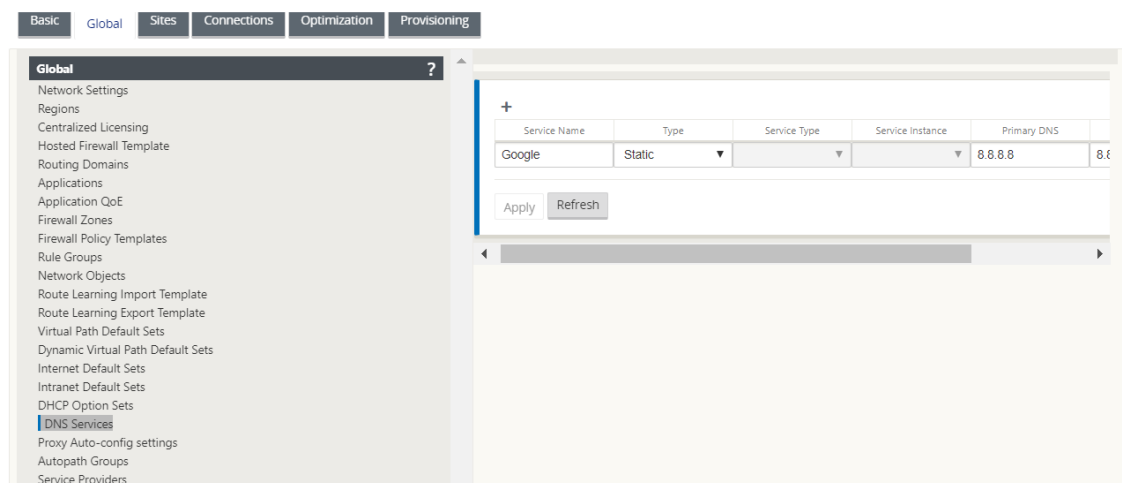 Basic Global Sites Connections Optimization Provisioning
Global ?
Network Settings
Regions
Centralized Licensing
Hosted Firewall Template
Routing Domains
Applications
Application QoE
Firewall Zones
Firewall Policy Templates
Rule Groups
Network Objects
Route Learning Import Template
Route Learning Export Template
Virtual Path Default Sets
Dynamic Virtual Path Default Sets
Internet Default Sets
Intranet Default Sets
DHCP Option Sets
DNS Services
Proxy Auto-config settings
Autopath Groups
Service Providers
+
Service Name Type Service Type Service Instance Primary DNS
Google Static 8.8.8.8
Apply Refresh